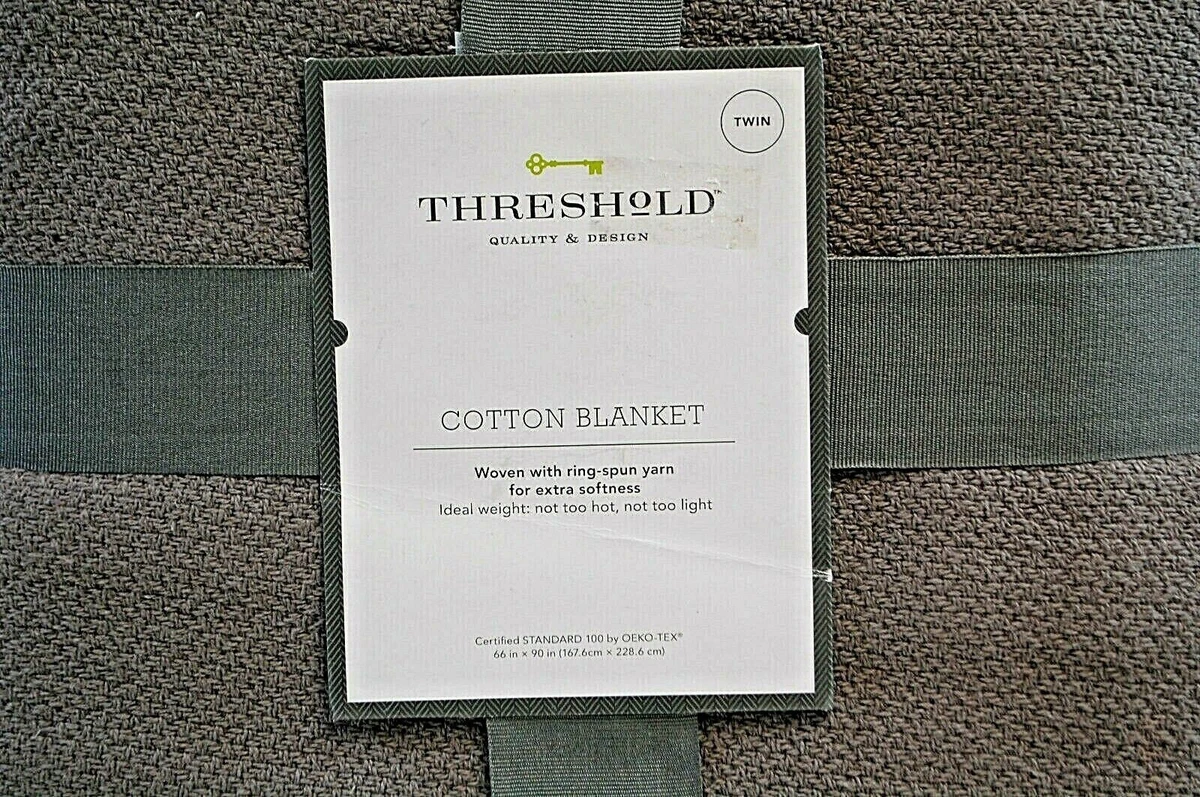 TWIN
THRESHOLD™
QUALITY & DESIGN
COTTON BLANKET
Woven with ring-spun yarn
for extra softness
Ideal weight: not too hot, not too light
Certified STANDARD 100 by OEKO-TEX®
66 in × 90 in (167.6cm × 228.6 cm)